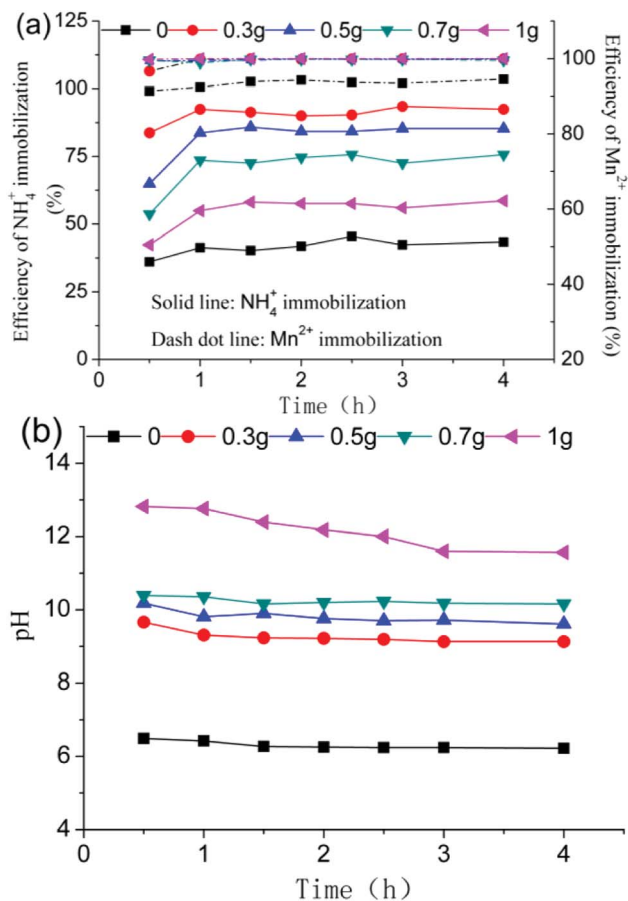 (a)
0 0.3g 0.5g 0.7g 1g
125
100
75
50
25
0
Efficiency of NH₄⁺ immobilization
(%)
100
80
60
40
20
Efficiency of Mn²⁺
immobilization (%)
Solid line: NH₄⁺ immobilization
Dash dot line: Mn²⁺ immobilization
0 1 2 3 4
Time (h)
(b)
0 0.3g 0.5g 0.7g 1g
14
12
10
8
6
4
pH
0 1 2 3 4
Time (h)